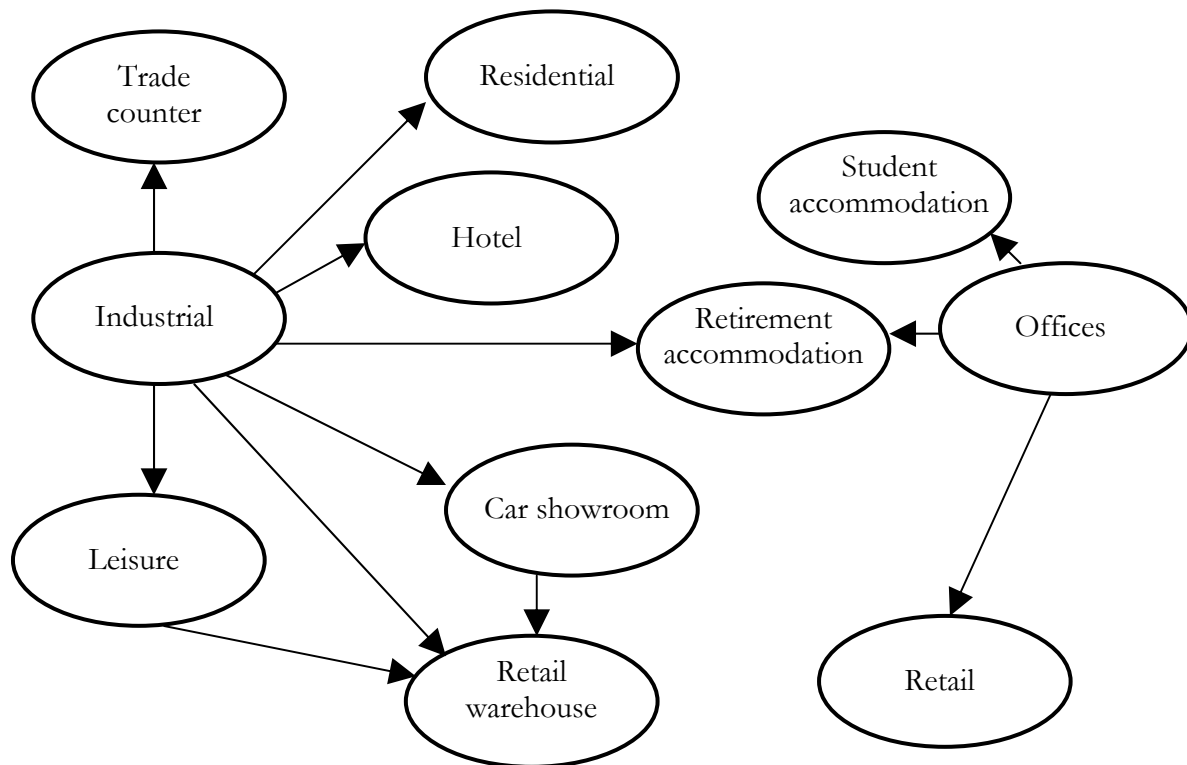 Trade
counter
Residential
Student
accommodation
Hotel
Industrial
Retirement
accommodation
Offices
Car showroom
Leisure
Retail
warehouse
Retail